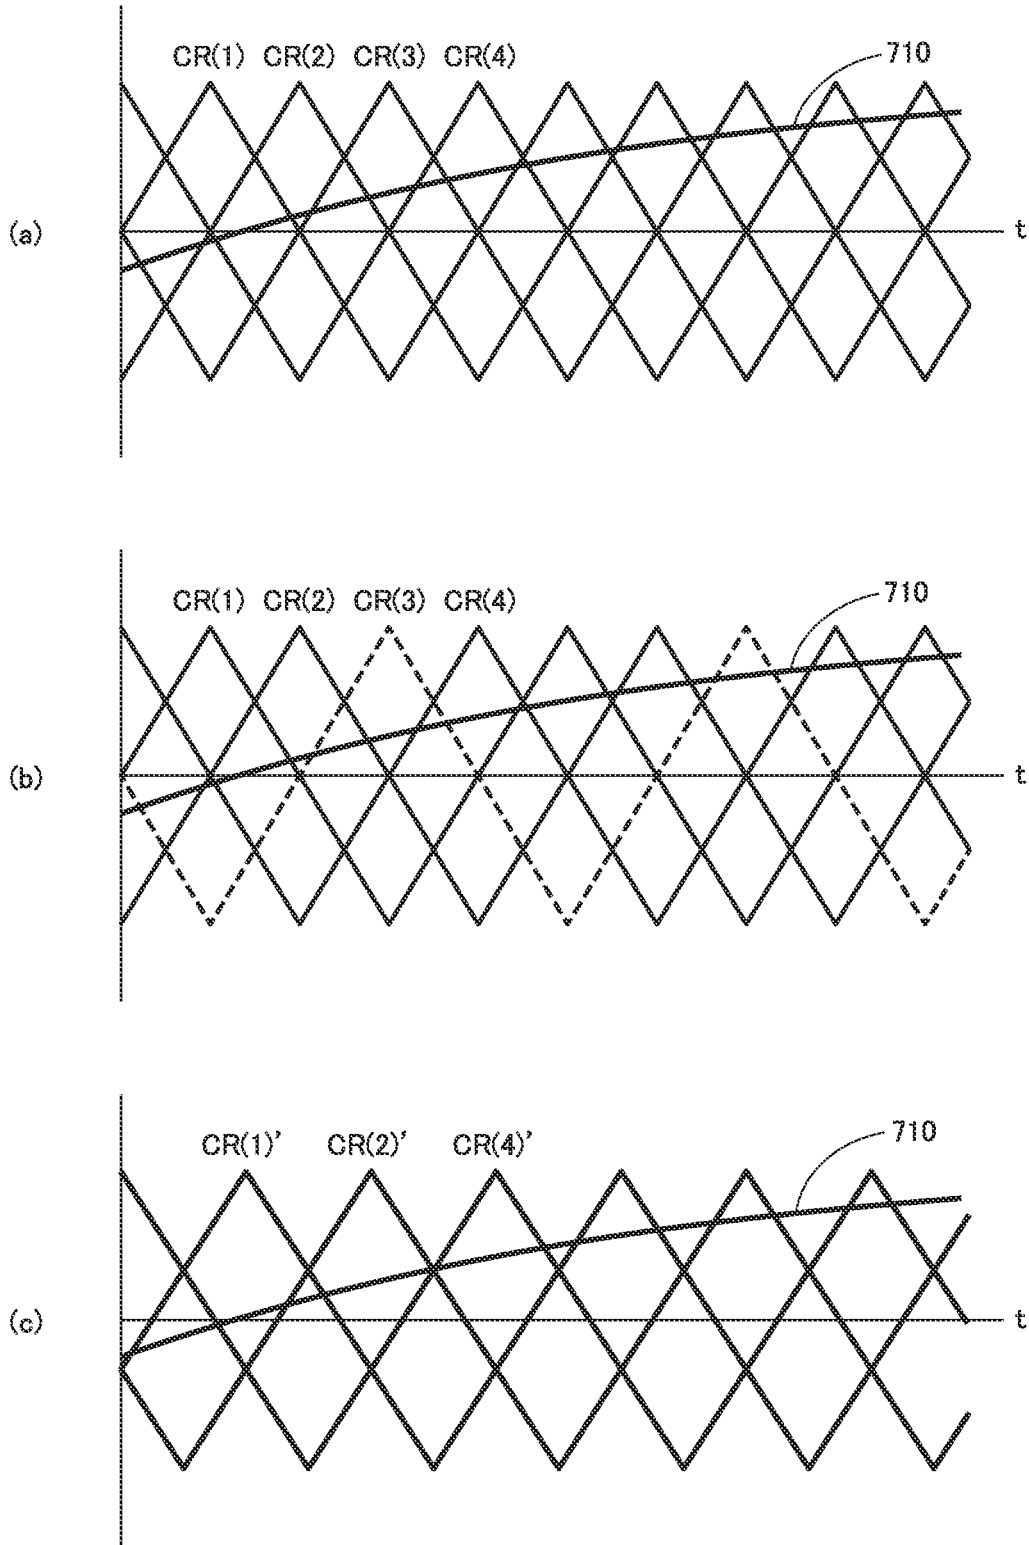 CR(1) CR(2) CR(3) CR(4) 710
(a) t
CR(1) CR(2) CR(3) CR(4) 710
(b) t
CR(1)' CR(2)' CR(4)' 710
(c) t